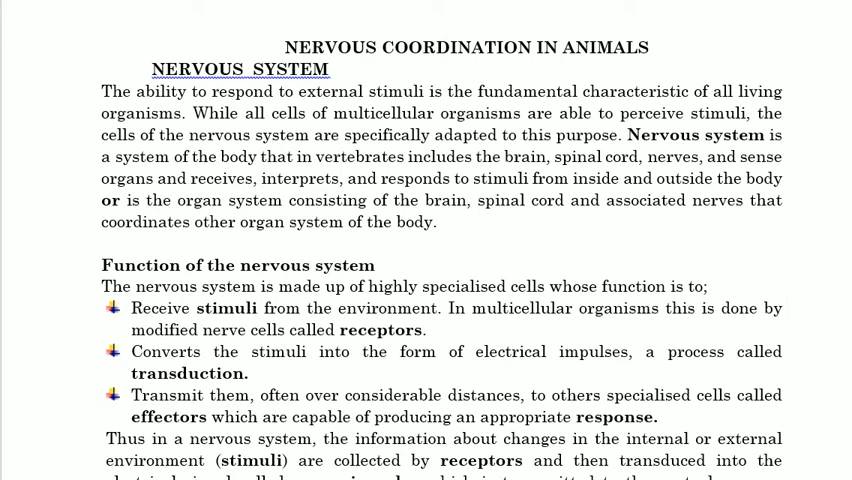 NERVOUS COORDINATION IN ANIMALS
NERVOUS SYSTEM
The ability to respond to external stimuli is the fundamental characteristic of all living
organisms. While all cells of multicellular organisms are able to perceive stimuli, the
cells of the nervous system are specifically adapted to this purpose. Nervous system is
a system of the body that in vertebrates includes the brain, spinal cord, nerves, and sense
organs and receives, interprets, and responds to stimuli from inside and outside the body
or is the organ system consisting of the brain, spinal cord and associated nerves that
coordinates other organ system of the body.
Function of the nervous system
The nervous system is made up of highly specialised cells whose function is to;
Receive stimuli from the environment. In multicellular organisms this is done by
modified nerve cells called receptors.
Converts the stimuli into the form of electrical impulses, a process called
transduction.
Transmit them, often over considerable distances, to others specialised cells called
effectors which are capable of producing an appropriate response.
Thus in a nervous system, the information about changes in the internal or external
environment (stimuli) are collected by receptors and then transduced into the